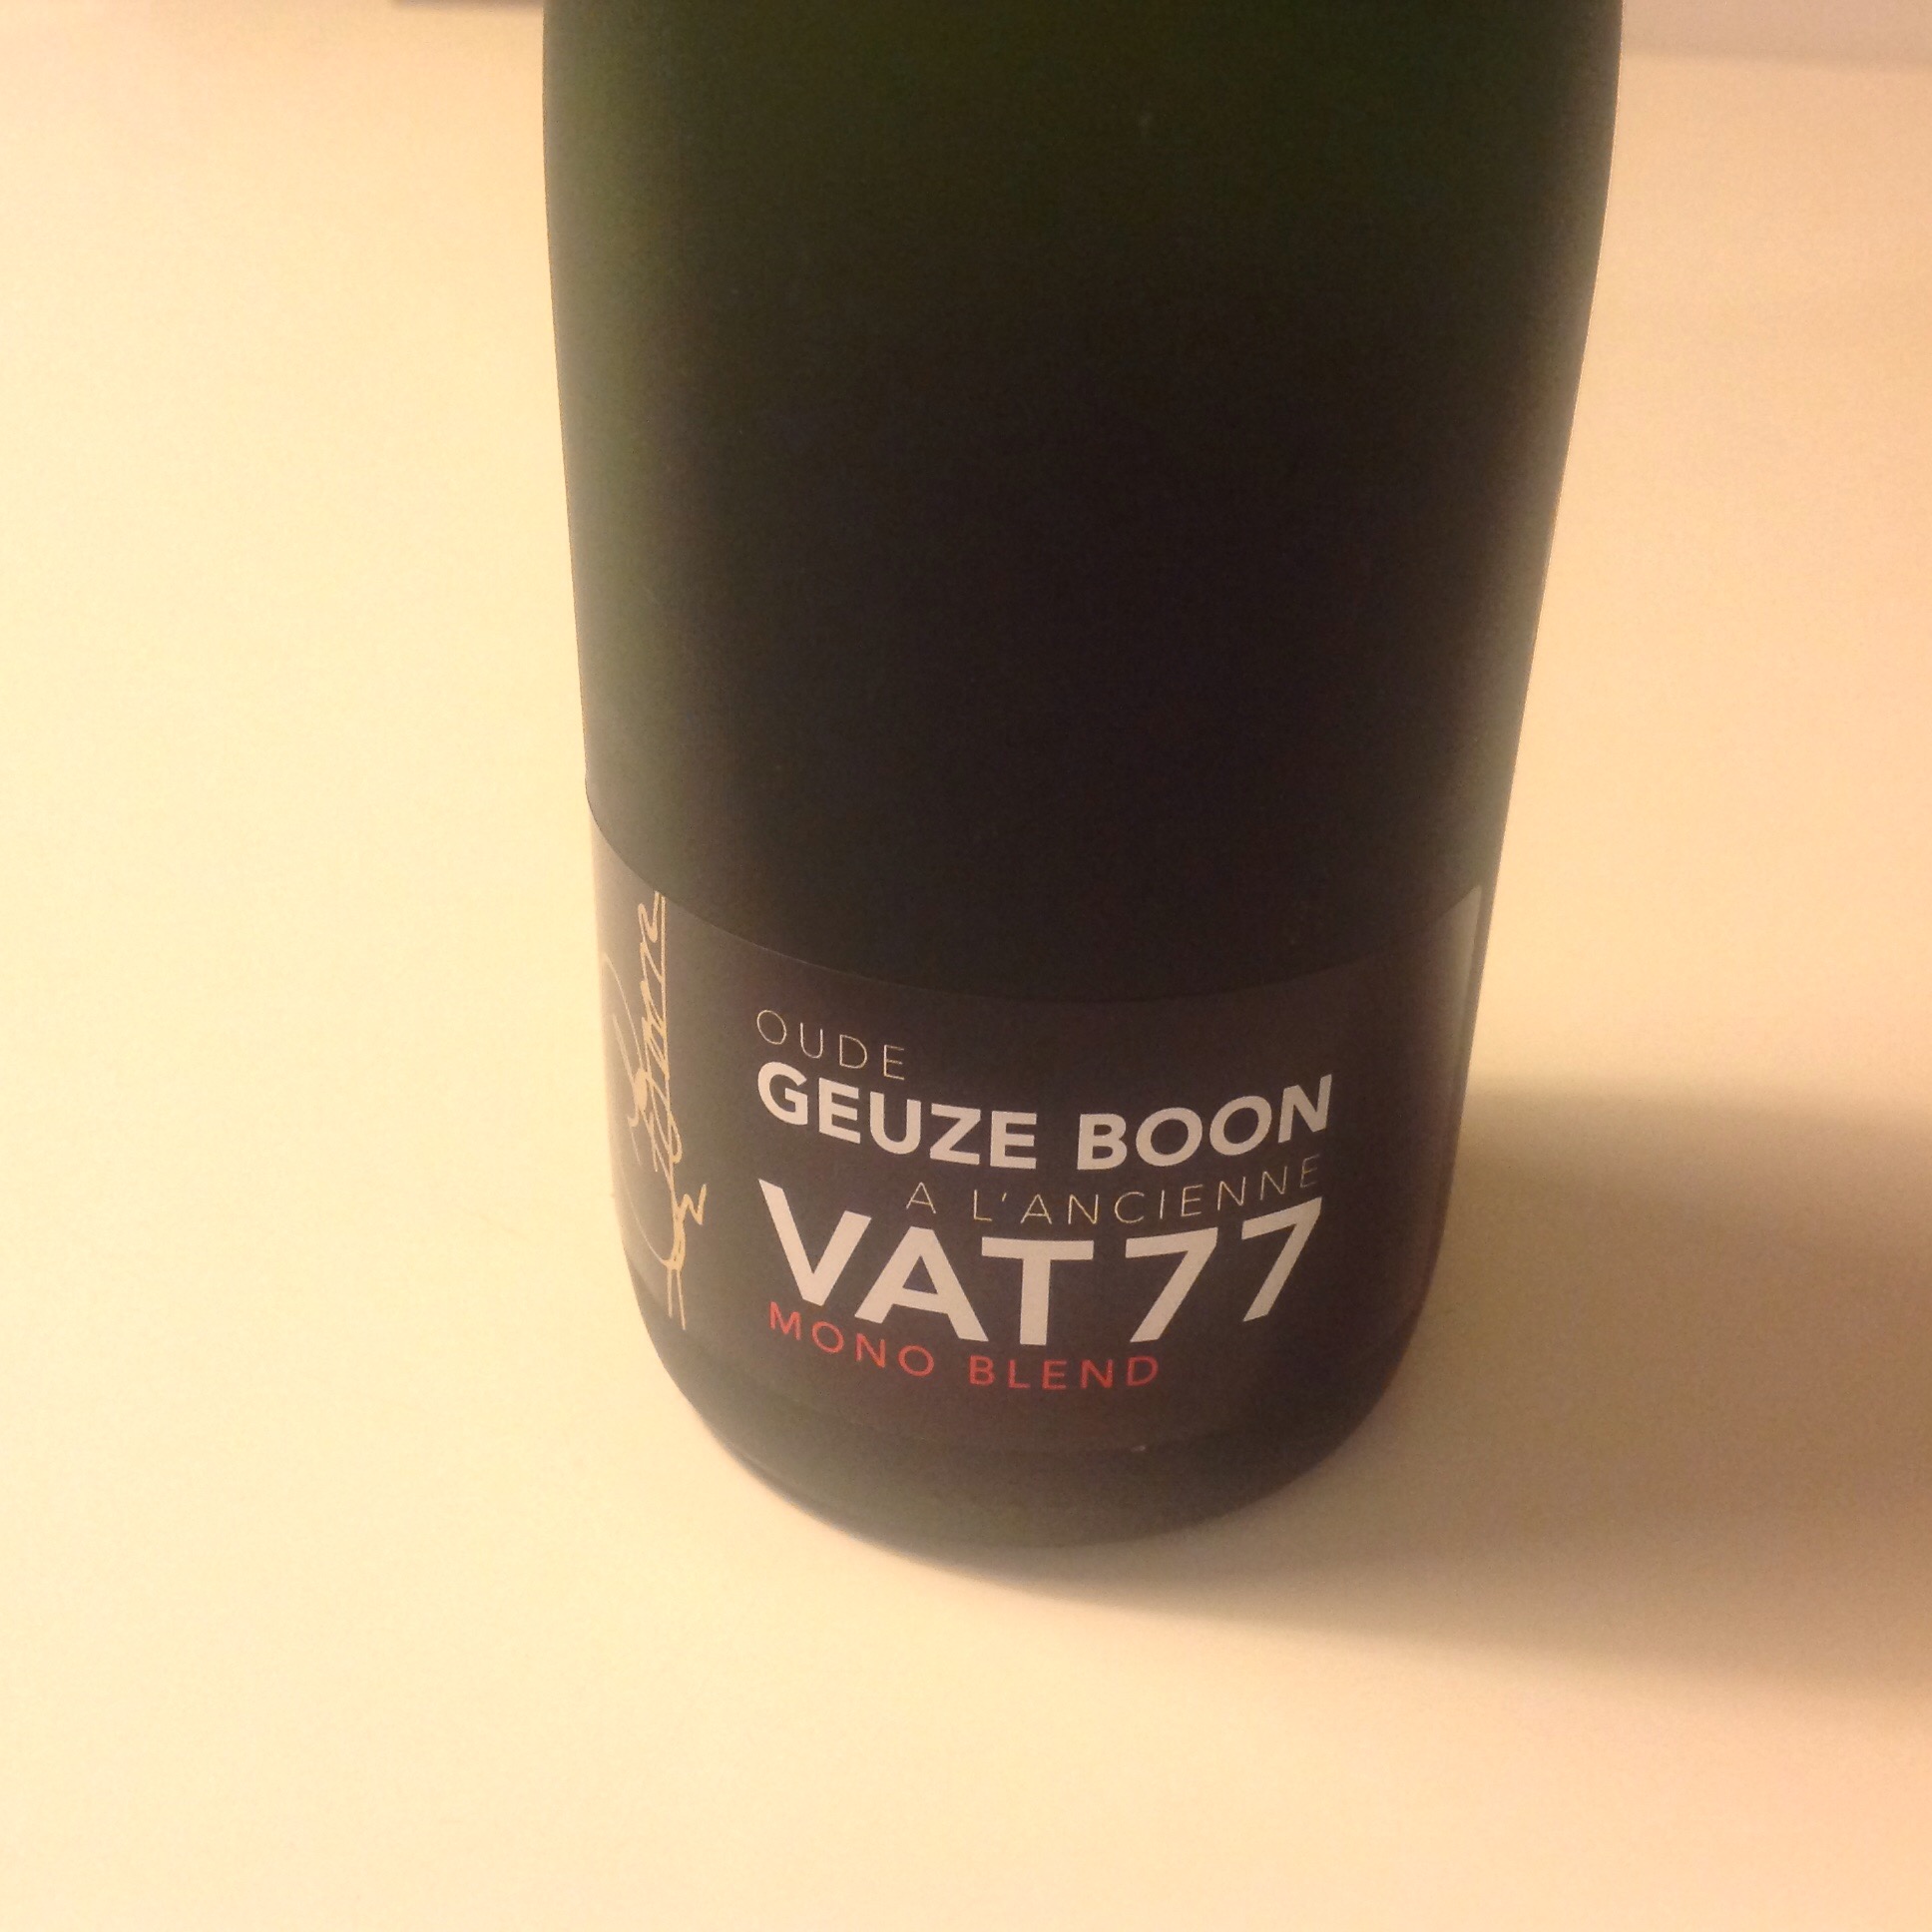 OUDE
GEUZE BOON
A L'ANCIENNE
VAT77
MONO BLEND